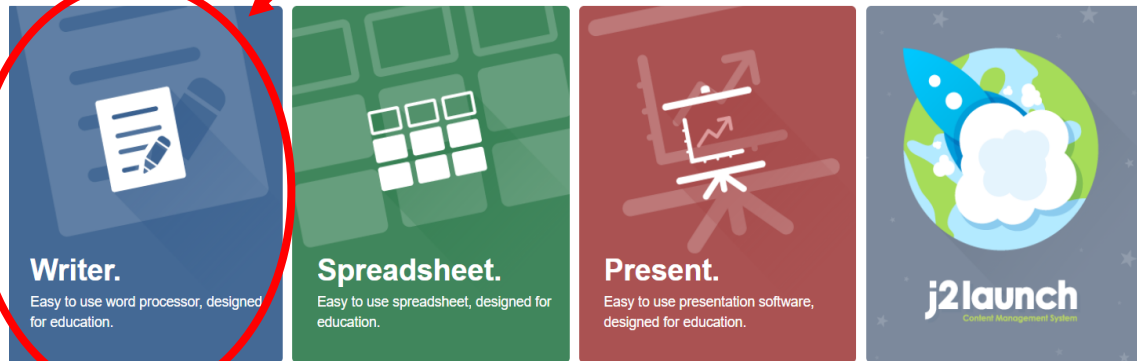 Writer.
Easy to use word processor, designed
for education.
Spreadsheet.
Easy to use spreadsheet, designed for
education.
Present.
Easy to use presentation software,
designed for education.
j2launch
Content Management System